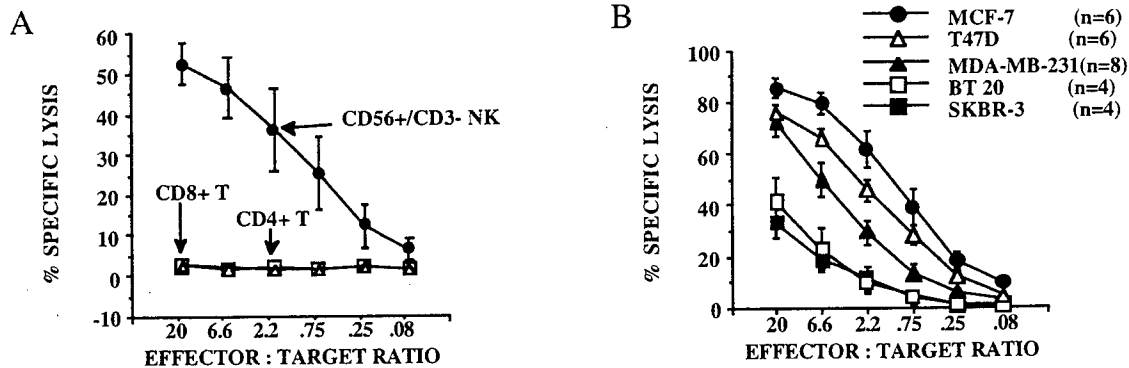 A
60
50
40
30
20
10
0
-10
% SPECIFIC LYSIS
CD56+/CD3- NK
CD8+ T
CD4+ T
20 6.6 2.2 .75 .25 .08
EFFECTOR : TARGET RATIO
B
MCF-7 (n=6)
T47D (n=6)
MDA-MB-231(n=8)
BT 20 (n=4)
SKBR-3 (n=4)
100
80
60
40
20
0
% SPECIFIC LYSIS
20 6.6 2.2 .75 .25 .08
EFFECTOR : TARGET RATIO